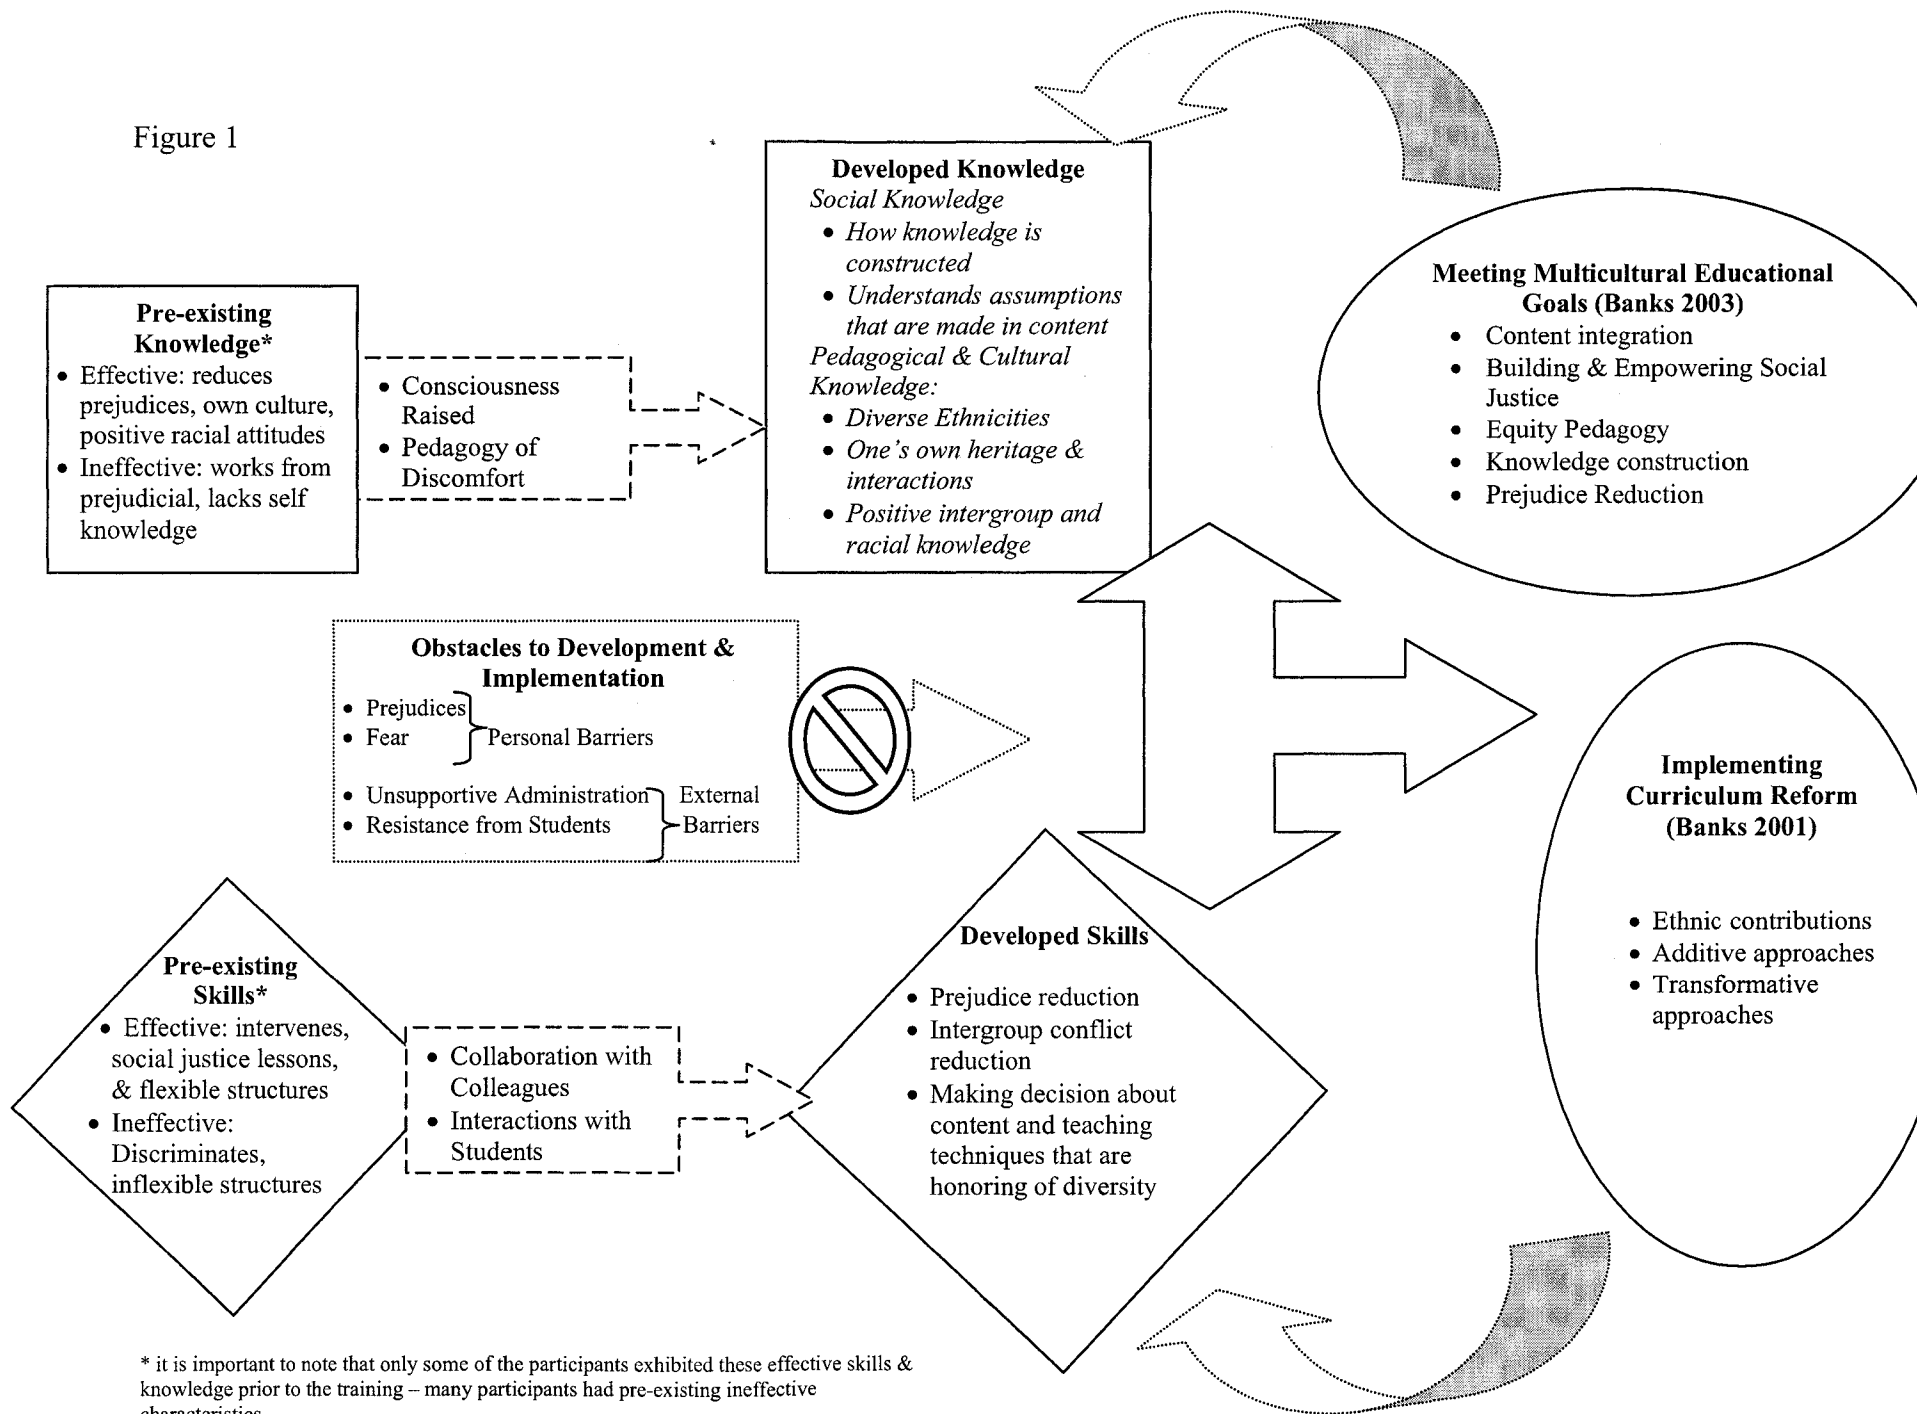 Figure 1
Developed Knowledge
Social Knowledge
• How knowledge is
constructed
• Understands assumptions
that are made in content
Pedagogical & Cultural
Knowledge:
• Diverse Ethnicities
• One's own heritage &
interactions
• Positive intergroup and
racial knowledge
Pre-existing
Knowledge*
• Effective: reduces
prejudices, own culture,
positive racial attitudes
• Ineffective: works from
prejudicial, lacks self
knowledge
• Consciousness
Raised
• Pedagogy of
Discomfort
Meeting Multicultural Educational
Goals (Banks 2003)
• Content integration
• Building & Empowering Social
Justice
• Equity Pedagogy
• Knowledge construction
• Prejudice Reduction
Obstacles to Development &
Implementation
• Prejudices
• Fear
Personal Barriers
• Unsupportive Administration
• Resistance from Students
External
Barriers
Implementing
Curriculum Reform
(Banks 2001)
• Ethnic contributions
• Additive approaches
• Transformative
approaches
Pre-existing
Skills*
• Effective: intervenes,
social justice lessons,
& flexible structures
• Ineffective:
Discriminates,
inflexible structures
• Collaboration with
Colleagues
• Interactions with
Students
Developed Skills
• Prejudice reduction
• Intergroup conflict
reduction
• Making decision about
content and teaching
techniques that are
honoring of diversity
* it is important to note that only some of the participants exhibited these effective skills &
knowledge prior to the training – many participants had pre-existing ineffective
characteristics